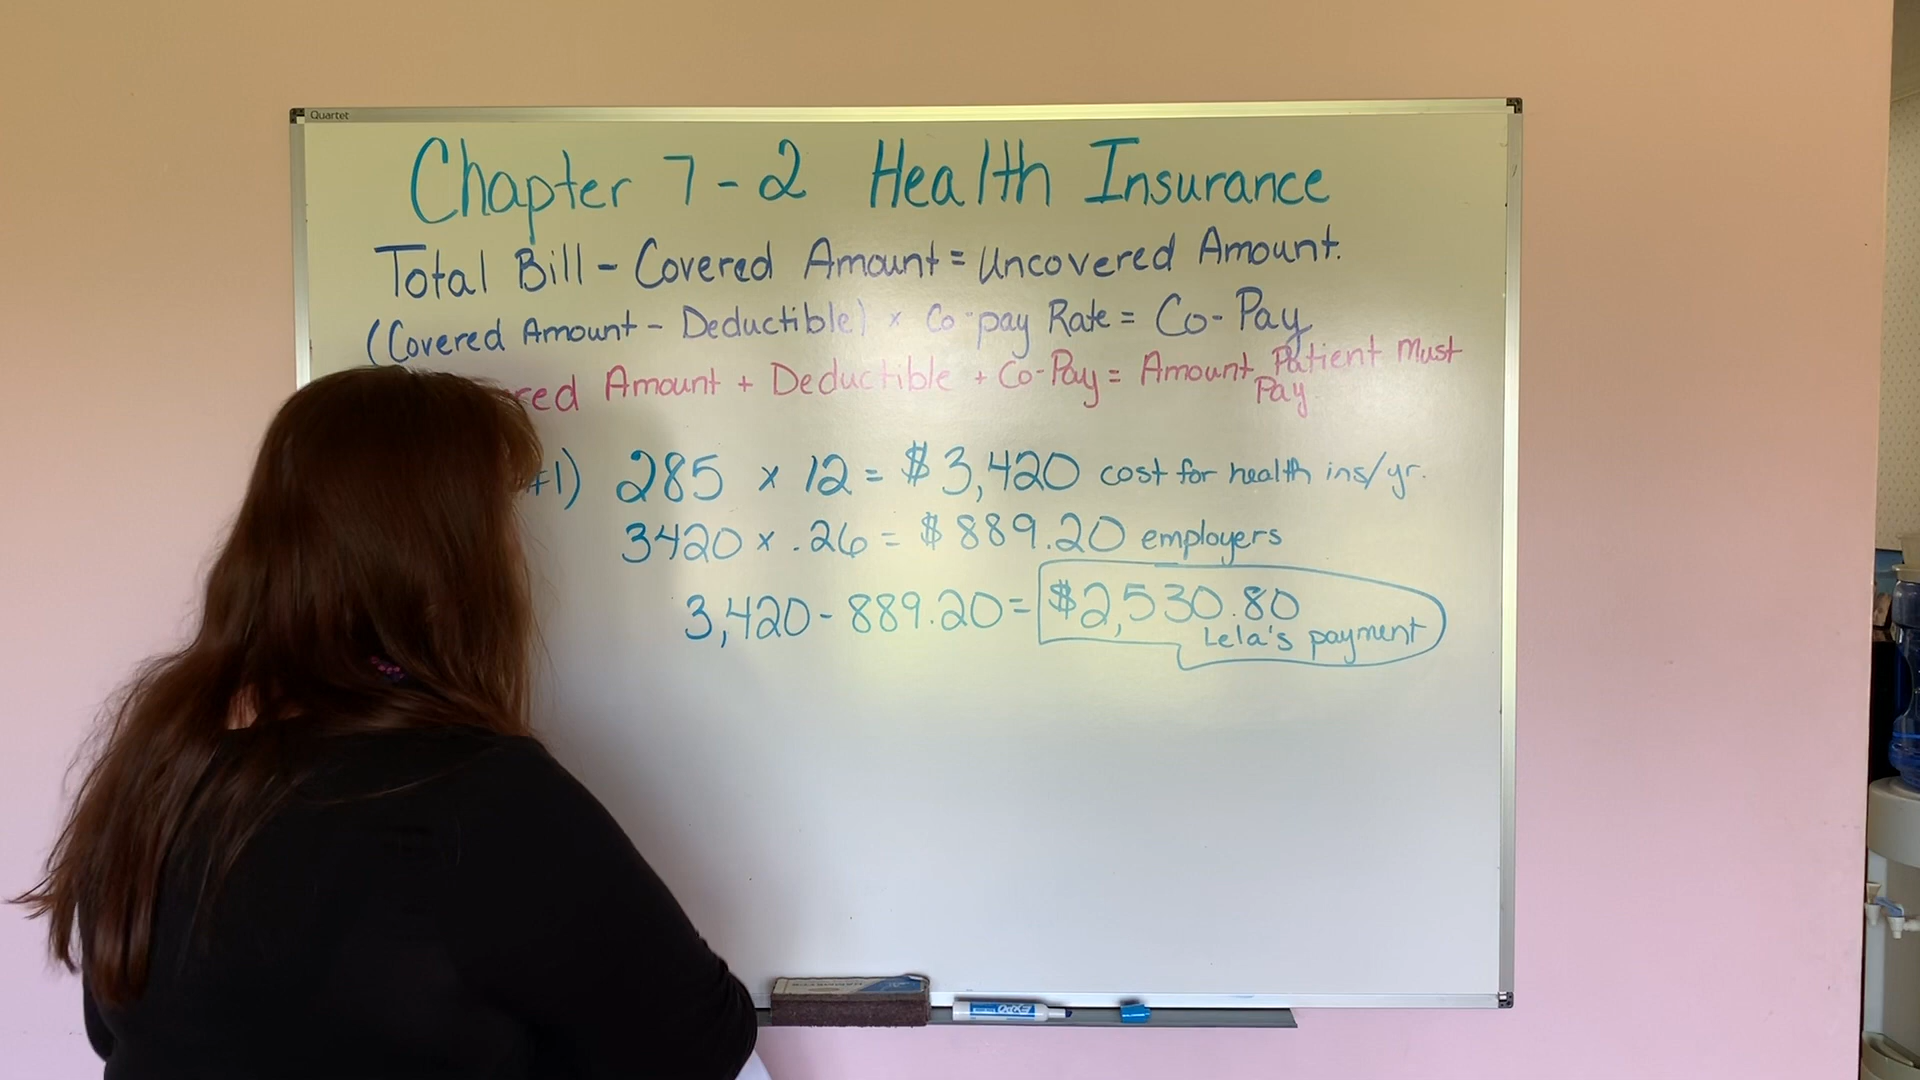 Quartet
Chapter 7-2 Health Insurance
Total Bill - Covered Amount = Uncovered Amount.
(Covered Amount - Deductible) × Co-pay Rate = Co-Pay
Amount + Deductible + Co-Pay = Amount Patient Must
Pay
1) 285 × 12 = $3,420 cost for health ins/yr.
3420 × .26 = $889.20 employers
3,420 - 889.20 = $2,530.80
Lela's payment
EXPO